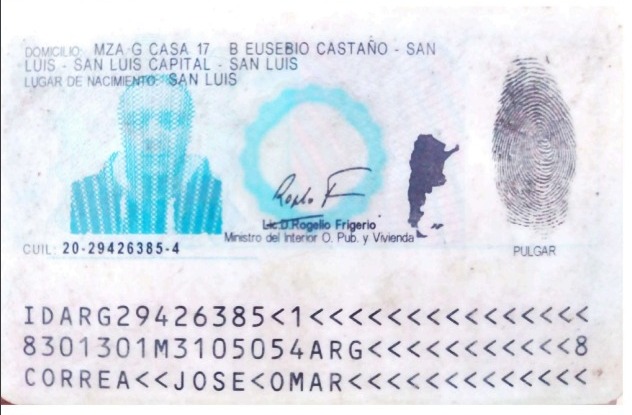 DOMICILIO: MZA G CASA 17 B EUSEBIO CASTAÑO - SAN
LUIS - SAN LUIS CAPITAL - SAN LUIS
LUGAR DE NACIMIENTO: SAN LUIS
Lic.D.Rogelio Frigerio
Ministro del Interior O. Pub. y Vivienda
CUIL: 20-29426385-4
PULGAR
IDARG29426385<1<<<<<<<<<<<<<<<
8301301M3105054ARG<<<<<<<<<<<8
CORREA<<JOSE<OMAR<<<<<<<<<<<<<